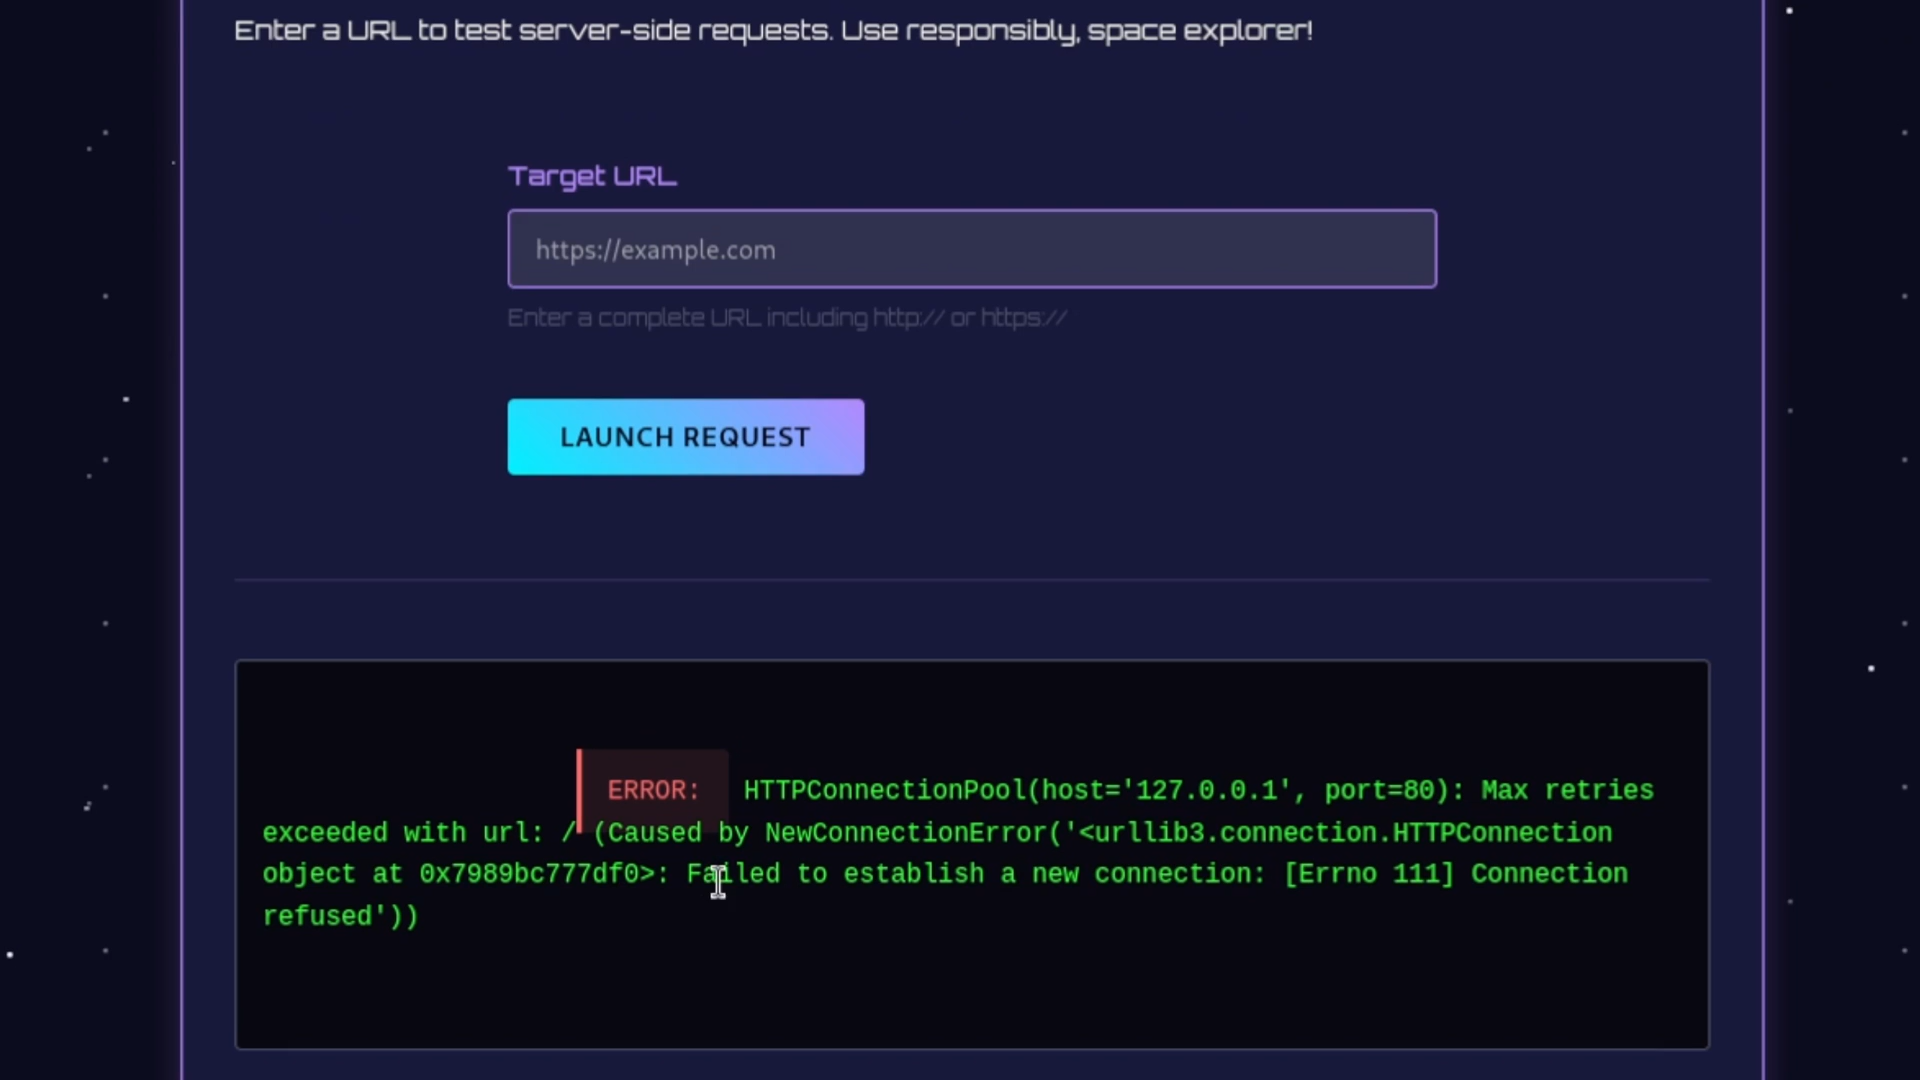 Enter a URL to test server-side requests. Use responsibly, space explorer!
Target URL
https://example.com
Enter a complete URL including http:// or https://
LAUNCH REQUEST
ERROR: HTTPConnectionPool(host='127.0.0.1', port=80): Max retries
exceeded with url: / (Caused by NewConnectionError('<urllib3.connection.HTTPConnection
object at 0x7989bc777df0>: Failed to establish a new connection: [Errno 111] Connection
refused'))